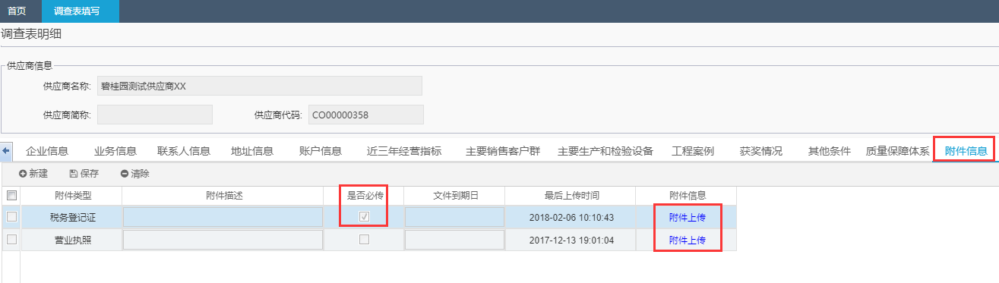 首页 调查表填写
调查表明细
供应商信息
供应商名称: 碧桂园测试供应商XX
供应商简称: 供应商代码: CO00000358
企业信息 业务信息 联系人信息 地址信息 账户信息 近三年经营指标 主要销售客户群 主要生产和检验设备 工程案例 获奖情况 其他条件 质量保障体系 附件信息
新建 保存 清除
附件类型 附件描述 是否必传 文件到期日 最后上传时间 附件信息
税务登记证 2018-02-06 10:10:43 附件上传
营业执照 2017-12-13 19:01:04 附件上传